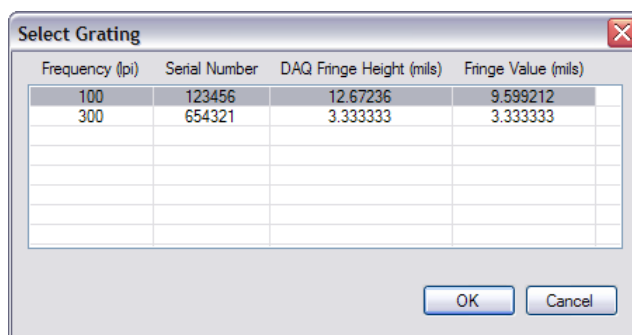 Select Grating
Frequency (lpi) Serial Number DAQ Fringe Height (mils) Fringe Value (mils)
100 123456 12.67236 9.599212
300 654321 3.333333 3.333333
OK Cancel